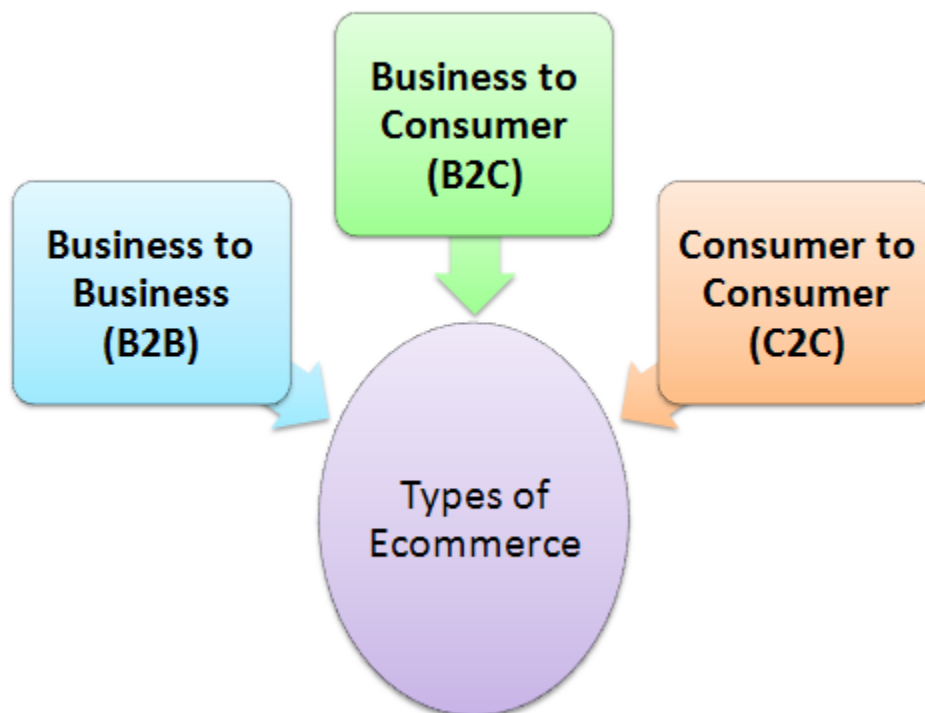 Business to
Consumer
(B2C)
Business to
Business
(B2B)
Consumer to
Consumer
(C2C)
Types of
Ecommerce